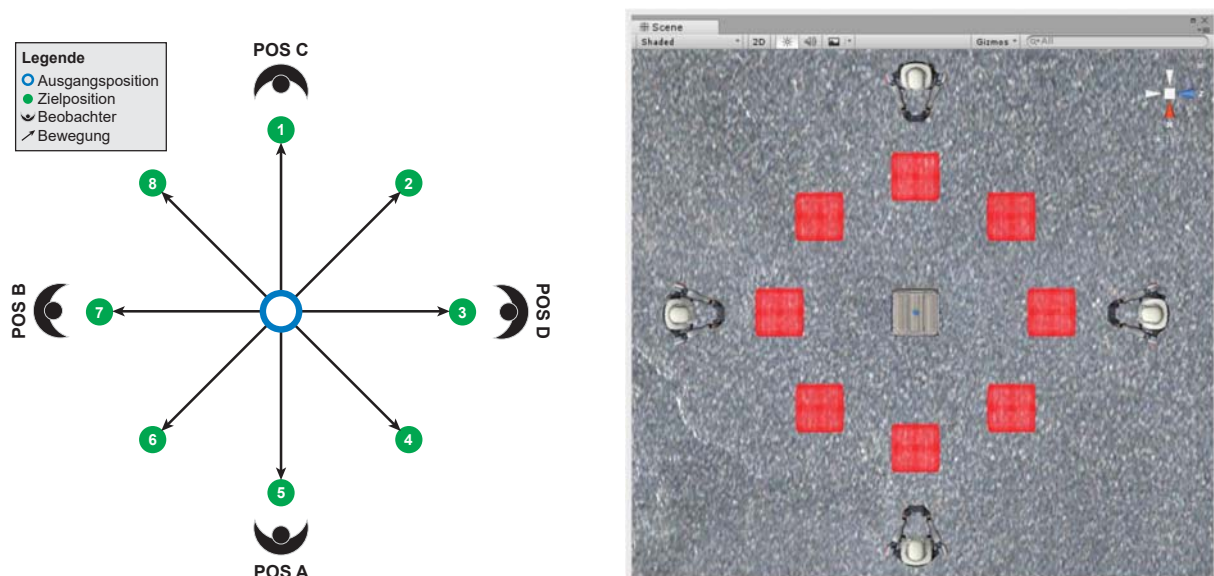 Legende
Ausgangsposition
Zielposition
Beobachter
Bewegung
POS C
1
8
2
POS B
7
3
POS D
6
4
5
POS A
Scene
Shaded
2D
Gizmos
All